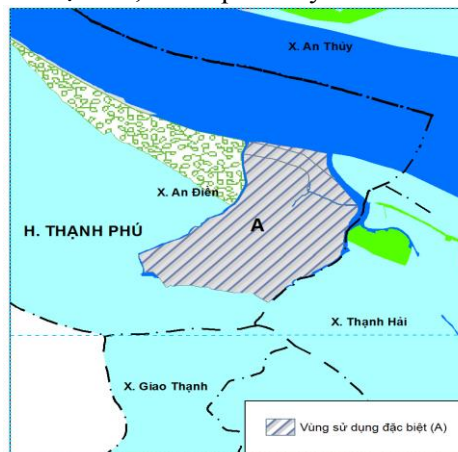 X. An Thủy
X. An Điền
H. THẠNH PHÚ
A
X. Thạnh Hải
X. Giao Thạnh
Vùng sử dụng đặc biệt (A)